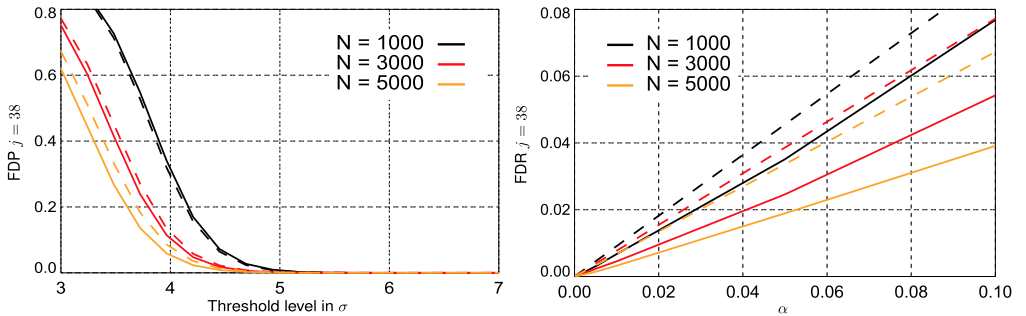 FDP j = 38
0.8
0.6
0.4
0.2
0.0
3 4 5 6 7
Threshold level in σ
N = 1000
N = 3000
N = 5000
FDR j = 38
0.08
0.06
0.04
0.02
0.00
0.00 0.02 0.04 0.06 0.08 0.10
α
N = 1000
N = 3000
N = 5000